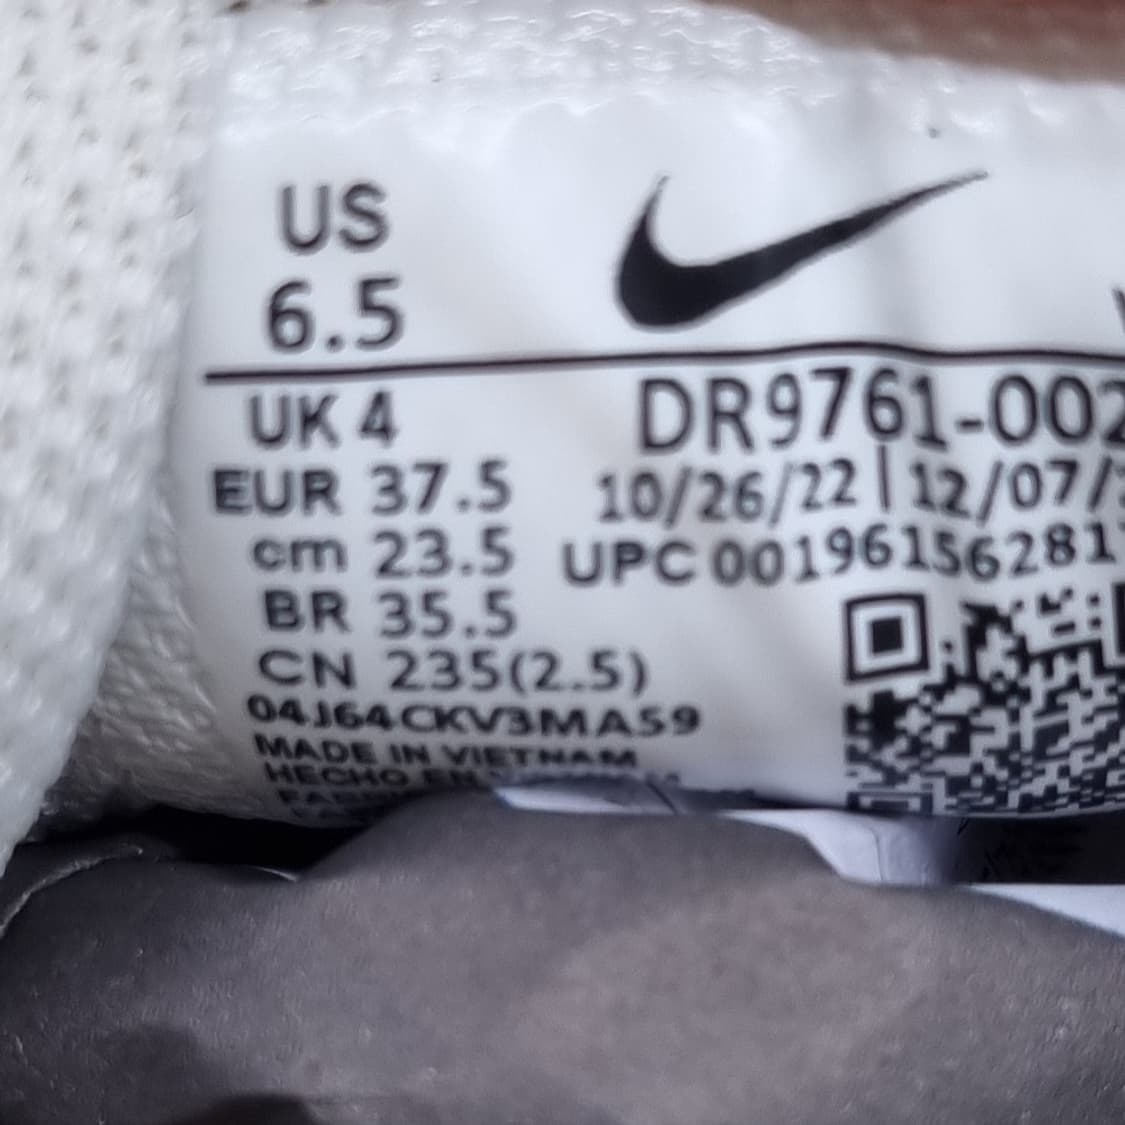 US
6.5
UK 4
DR9761-002
EUR 37.5
10/26/22 | 12/07/
cm 23.5
UPC 00196156281
BR 35.5
CN 235(2.5)
04J64CKV3MA59
MADE IN VIETNAM
HECHO EN